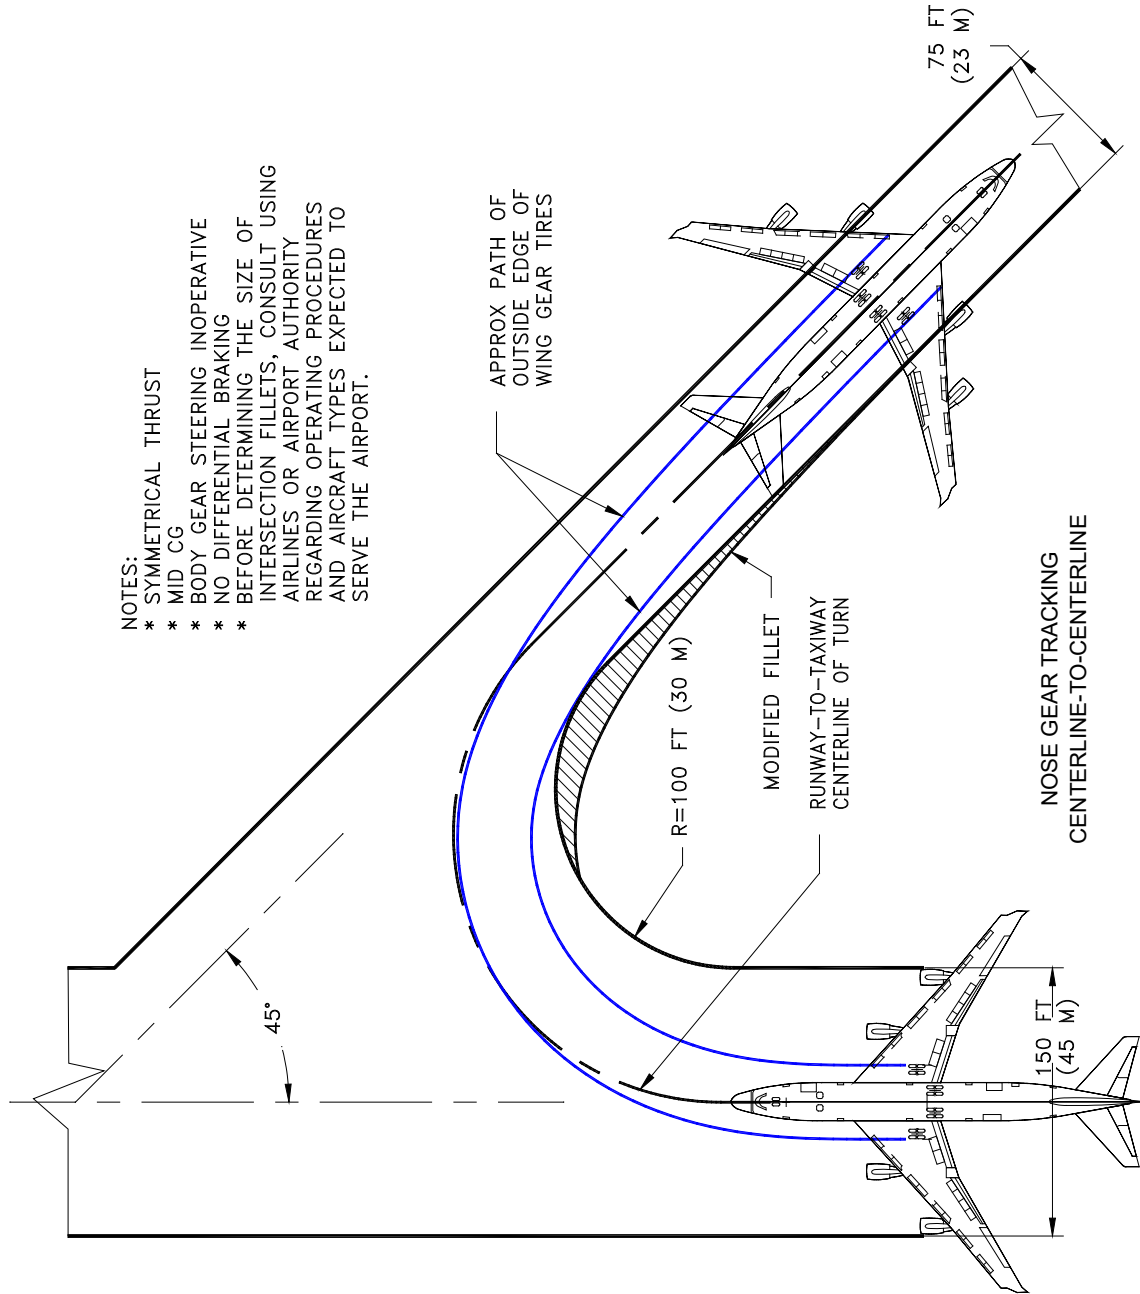 NOTES:
* SYMMETRICAL THRUST
* MID CG
* BODY GEAR STEERING INOPERATIVE
* NO DIFFERENTIAL BRAKING
* BEFORE DETERMINING THE SIZE OF
INTERSECTION FILLETS, CONSULT USING
AIRLINES OR AIRPORT AUTHORITY
REGARDING OPERATING PROCEDURES
AND AIRCRAFT TYPES EXPECTED TO
SERVE THE AIRPORT.
75 FT
(23 M)
APPROX PATH OF
OUTSIDE EDGE OF
WING GEAR TIRES
R=100 FT (30 M)
MODIFIED FILLET
RUNWAY-TO-TAXIWAY
CENTERLINE OF TURN
45°
150 FT
(45 M)
NOSE GEAR TRACKING
CENTERLINE-TO-CENTERLINE